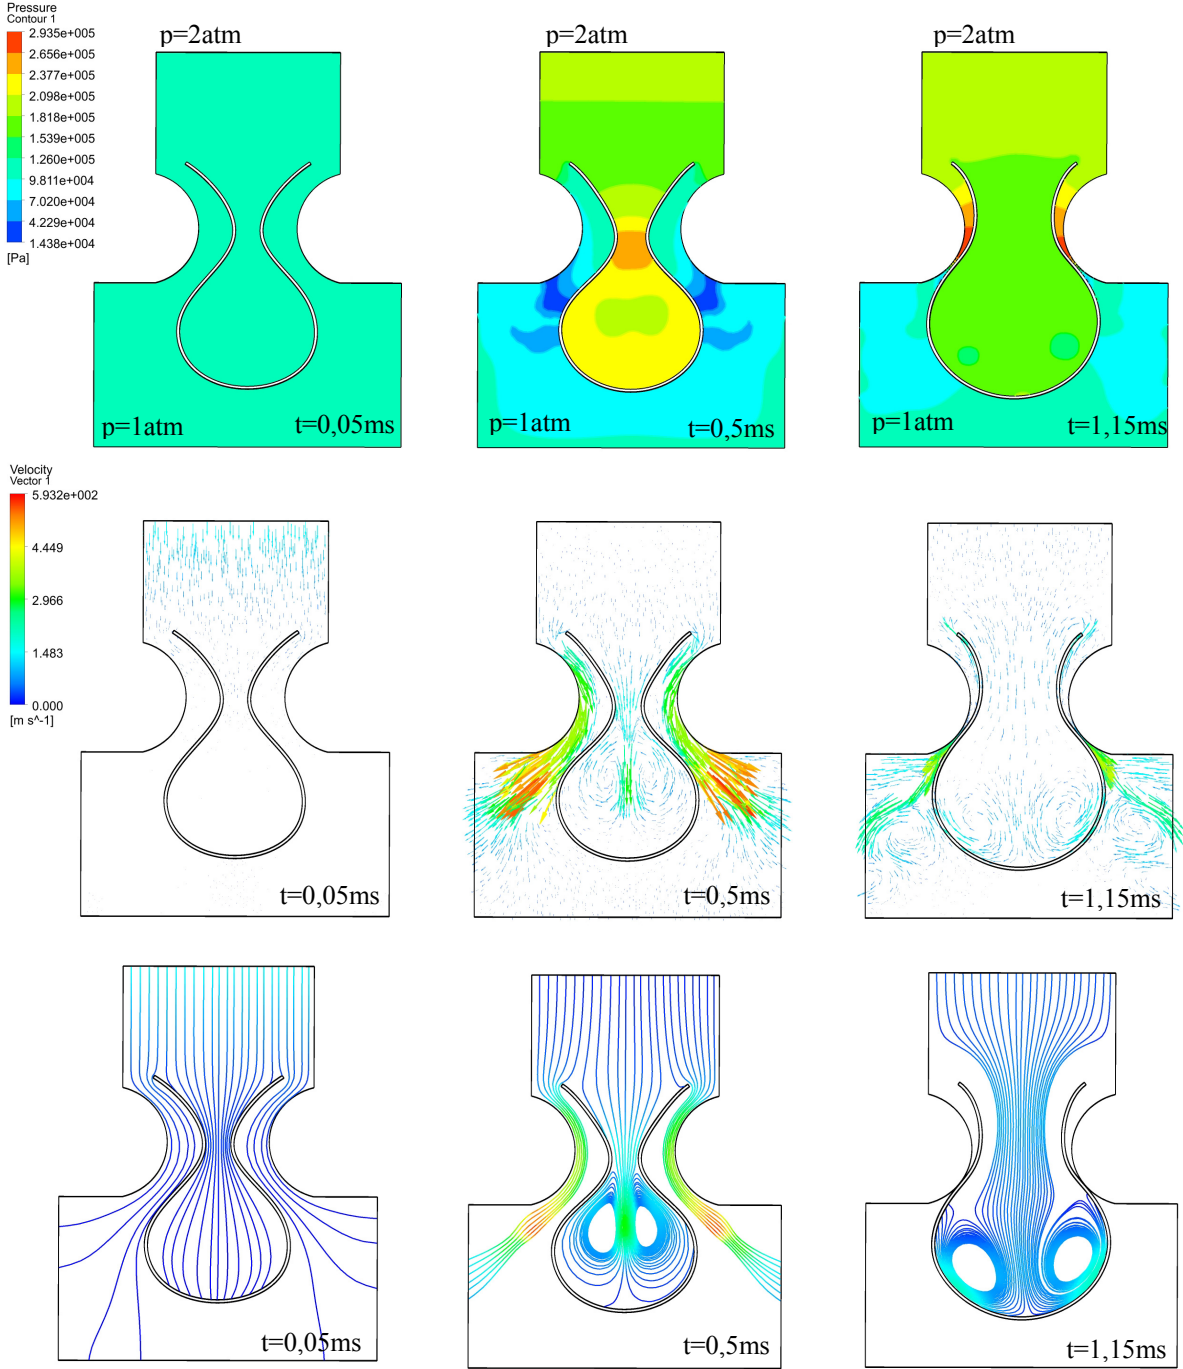 Pressure
Contour 1
2.935e+005
2.656e+005
2.377e+005
2.098e+005
1.818e+005
1.539e+005
1.260e+005
9.811e+004
7.020e+004
4.229e+004
1.438e+004
[Pa]
p=2atm
p=2atm
p=2atm
p=1atm
t=0,05ms
p=1atm
t=0,5ms
p=1atm
t=1,15ms
Velocity
Vector 1
5.932e+002
4.449
2.966
1.483
0.000
[m s^-1]
t=0,05ms
t=0,5ms
t=1,15ms
t=0,05ms
t=0,5ms
t=1,15ms